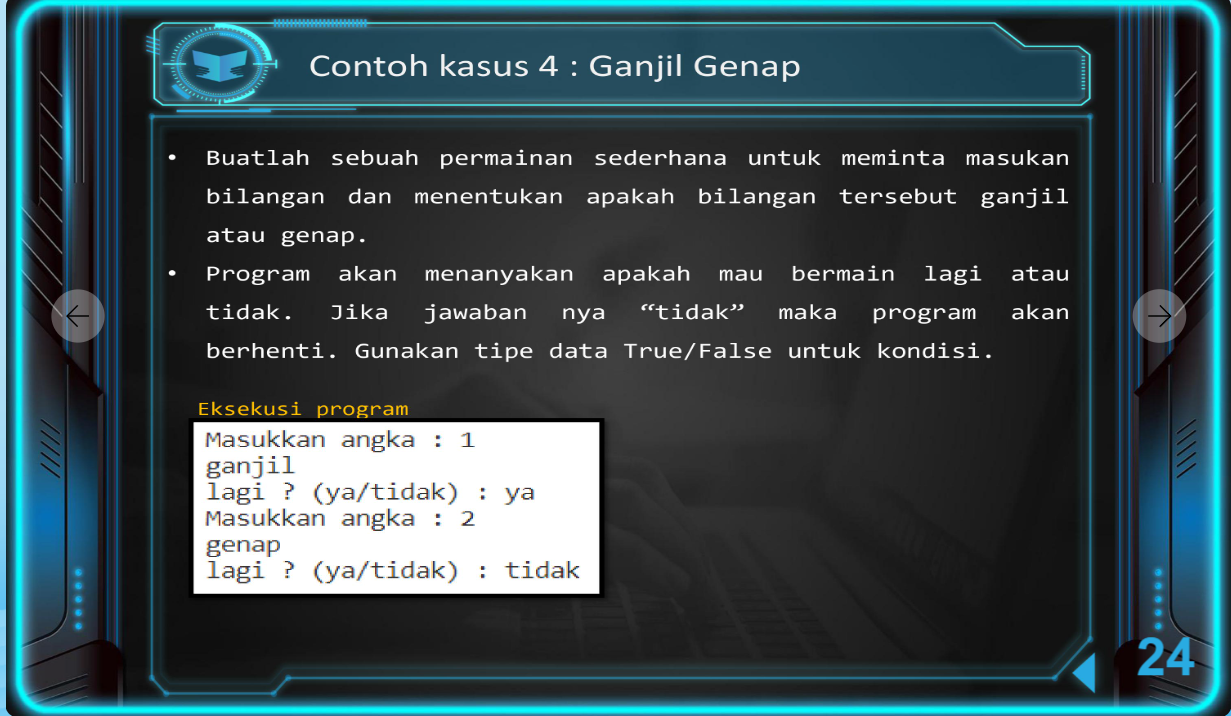 Contoh kasus 4 : Ganjil Genap
• Buatlah sebuah permainan sederhana untuk meminta masukan
bilangan dan menentukan apakah bilangan tersebut ganjil
atau genap.
• Program akan menanyakan apakah mau bermain lagi atau
tidak. Jika jawaban nya “tidak” maka program akan
berhenti. Gunakan tipe data True/False untuk kondisi.
Eksekusi program
Masukkan angka : 1
ganjil
lagi ? (ya/tidak) : ya
Masukkan angka : 2
genap
lagi ? (ya/tidak) : tidak
24